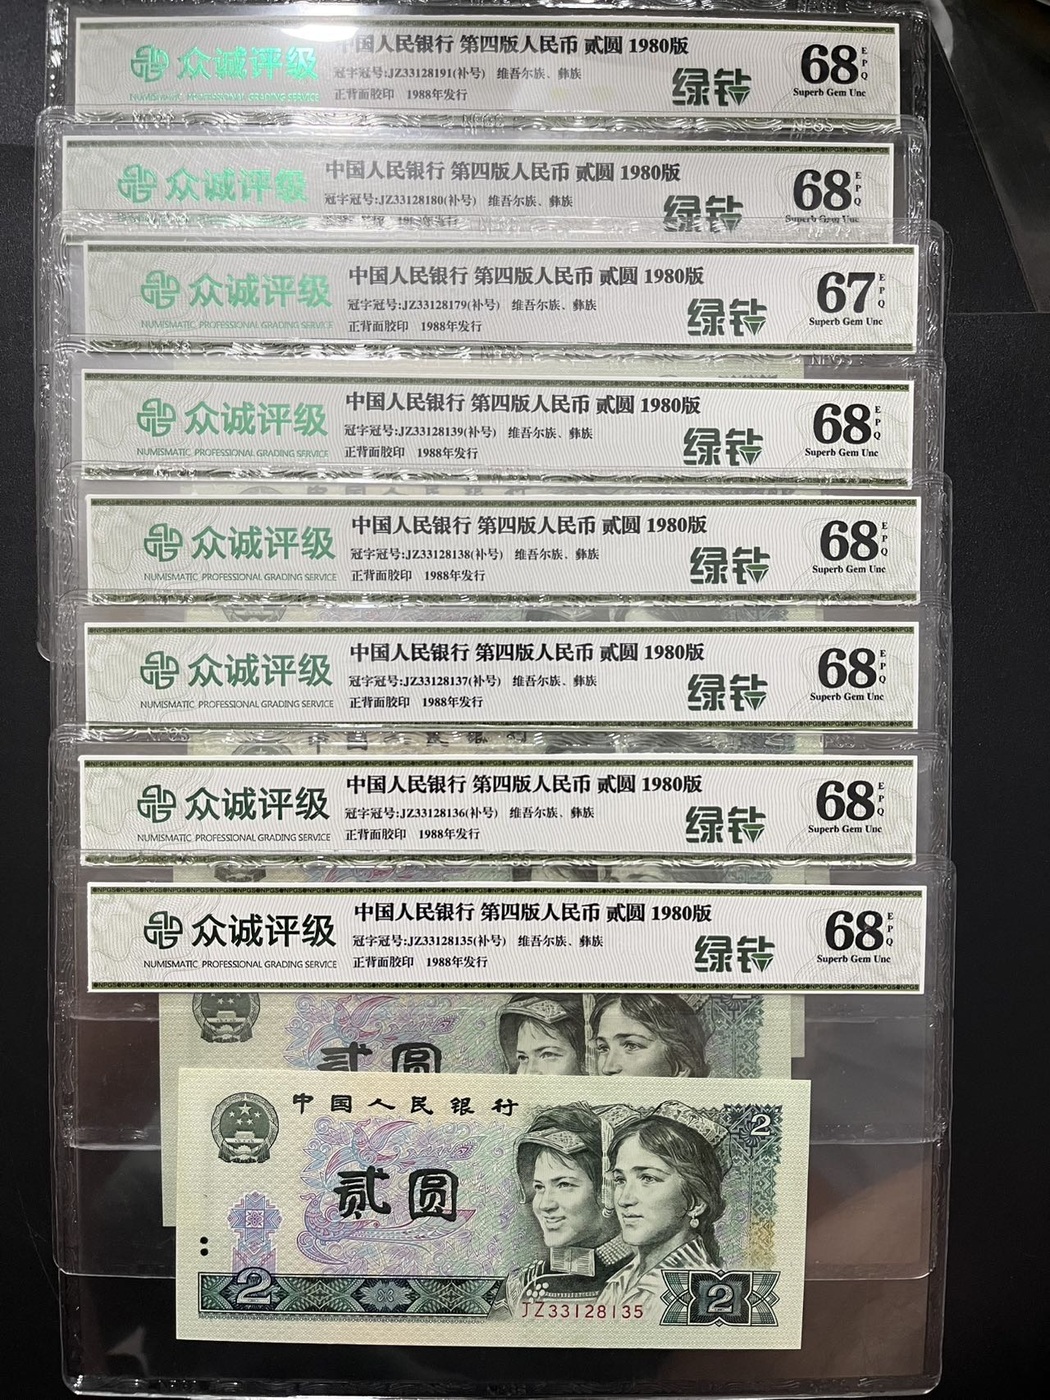 众诚评级
NUMISMATIC PROFESSIONAL GRADING SERVICE
中国人民银行 第四版人民币 贰圆 1980版
冠字冠号:JZ33128191(补号) 维吾尔族、彝族
正背面胶印 1988年发行
绿钻
68 EPQ
Superb Gem Unc
众诚评级
中国人民银行 第四版人民币 贰圆 1980版
冠字冠号:JZ33128180(补号) 维吾尔族、彝族
绿钻
68 EPQ
Superb Gem Unc
众诚评级
NUMISMATIC PROFESSIONAL GRADING SERVICE
中国人民银行 第四版人民币 贰圆 1980版
冠字冠号:JZ33128179(补号) 维吾尔族、彝族
正背面胶印 1988年发行
绿钻
67 EPQ
Superb Gem Unc
众诚评级
NUMISMATIC PROFESSIONAL GRADING SERVICE
中国人民银行 第四版人民币 贰圆 1980版
冠字冠号:JZ33128139(补号) 维吾尔族、彝族
正背面胶印 1988年发行
绿钻
68 EPQ
Superb Gem Unc
中国人民银行
众诚评级
NUMISMATIC PROFESSIONAL GRADING SERVICE
中国人民银行 第四版人民币 贰圆 1980版
冠字冠号:JZ33128138(补号) 维吾尔族、彝族
正背面胶印 1988年发行
绿钻
68 EPQ
Superb Gem Unc
众诚评级
NUMISMATIC PROFESSIONAL GRADING SERVICE
中国人民银行 第四版人民币 贰圆 1980版
冠字冠号:JZ33128137(补号) 维吾尔族、彝族
正背面胶印 1988年发行
绿钻
68 EPQ
Superb Gem Unc
中国人民银行
众诚评级
NUMISMATIC PROFESSIONAL GRADING SERVICE
中国人民银行 第四版人民币 贰圆 1980版
冠字冠号:JZ33128136(补号) 维吾尔族、彝族
正背面胶印 1988年发行
绿钻
68 EPQ
Superb Gem Unc
众诚评级
NUMISMATIC PROFESSIONAL GRADING SERVICE
中国人民银行 第四版人民币 贰圆 1980版
冠字冠号:JZ33128135(补号) 维吾尔族、彝族
正背面胶印 1988年发行
绿钻
68 EPQ
Superb Gem Unc
贰圆
中国人民银行
2
贰圆
2
JZ33128135
2